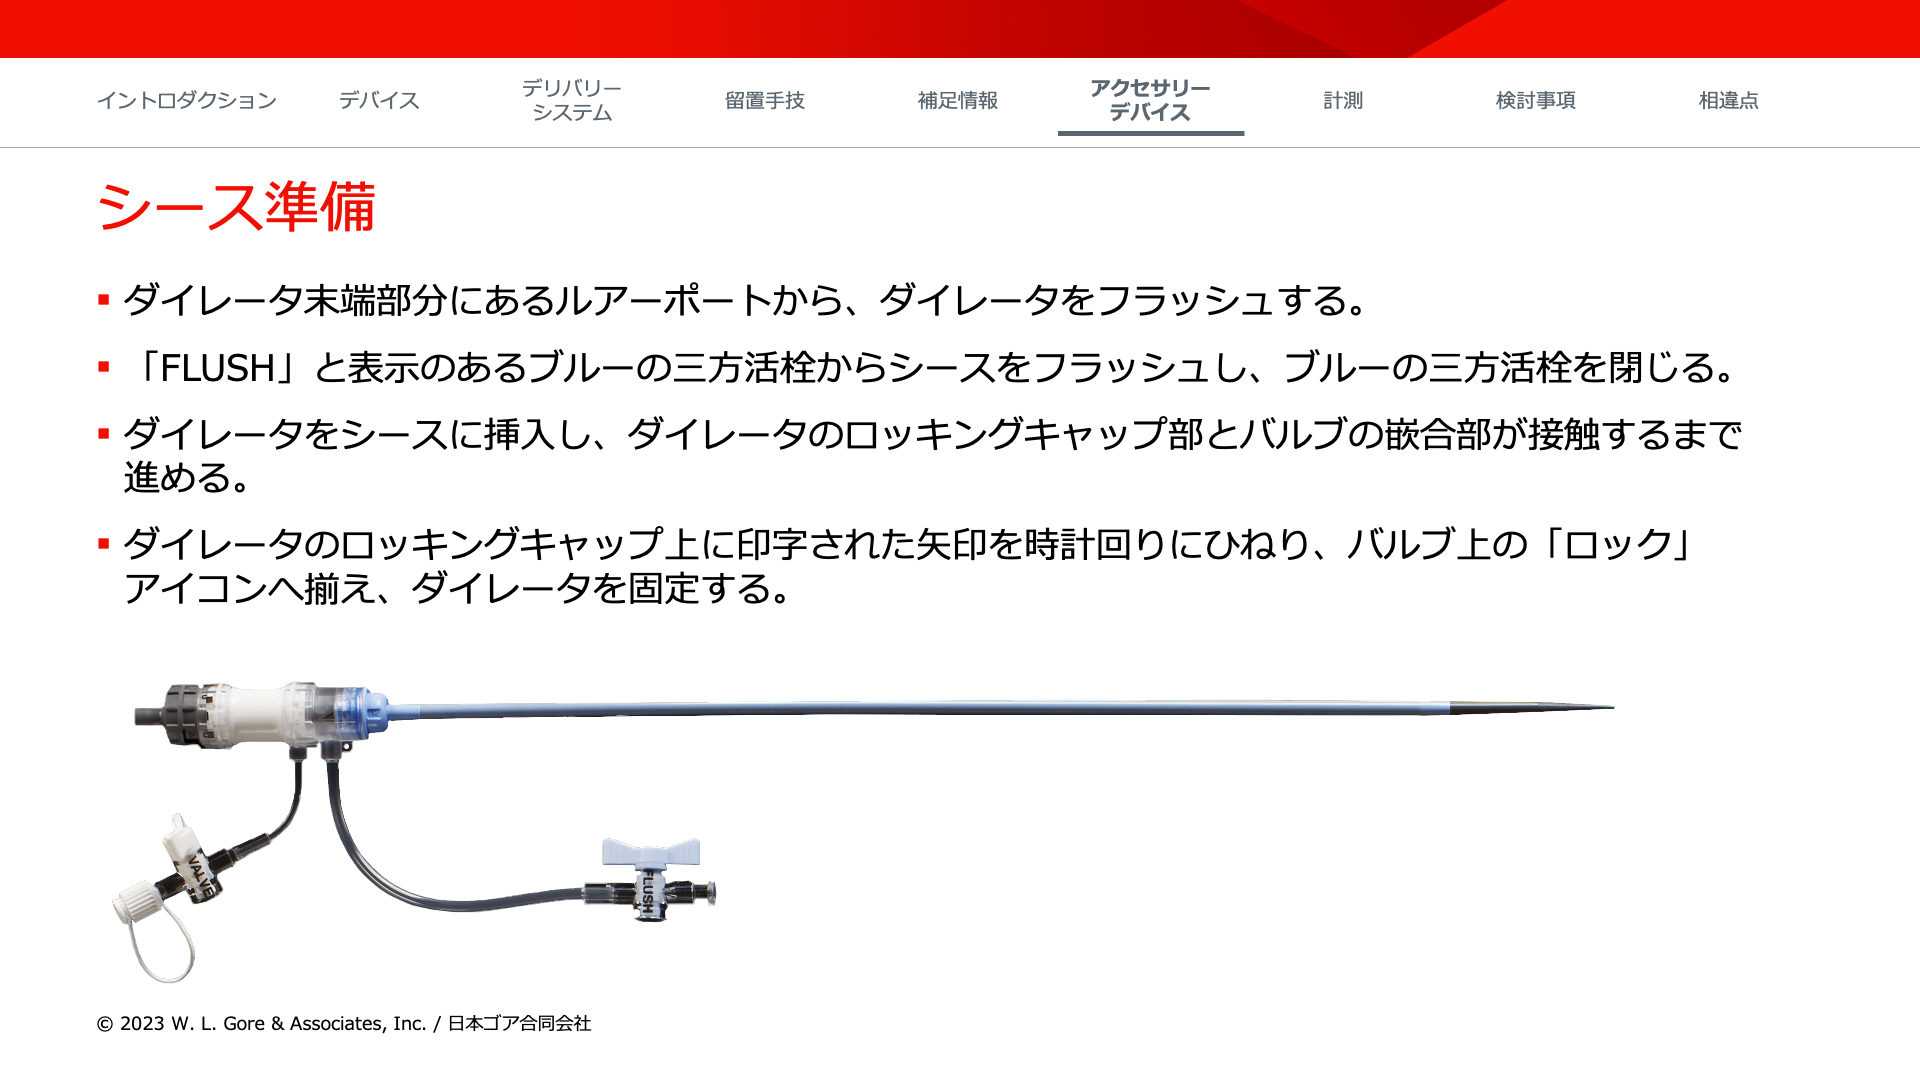 イントロダクション
デバイス
デリバリー
システム
留置手技
補足情報
アクセサリー
デバイス
計測
検討事項
相違点
シース準備
▪ ダイレータ末端部分にあるルアーポートから、ダイレータをフラッシュする。
▪ 「FLUSH」と表示のあるブルーの三方活栓からシースをフラッシュし、ブルーの三方活栓を閉じる。
▪ ダイレータをシースに挿入し、ダイレータのロッキングキャップ部とバルブの嵌合部が接触するまで
進める。
▪ ダイレータのロッキングキャップ上に印字された矢印を時計回りにひねり、バルブ上の「ロック」
アイコンへ揃え、ダイレータを固定する。
VALVE
FLUSH
© 2023 W. L. Gore & Associates, Inc. / 日本ゴア合同会社